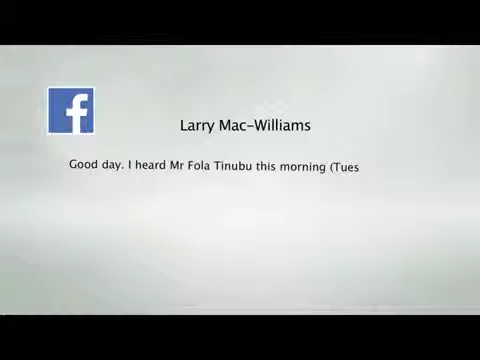 f
Larry Mac-Williams
Good day. I heard Mr Fola Tinubu this morning (Tues